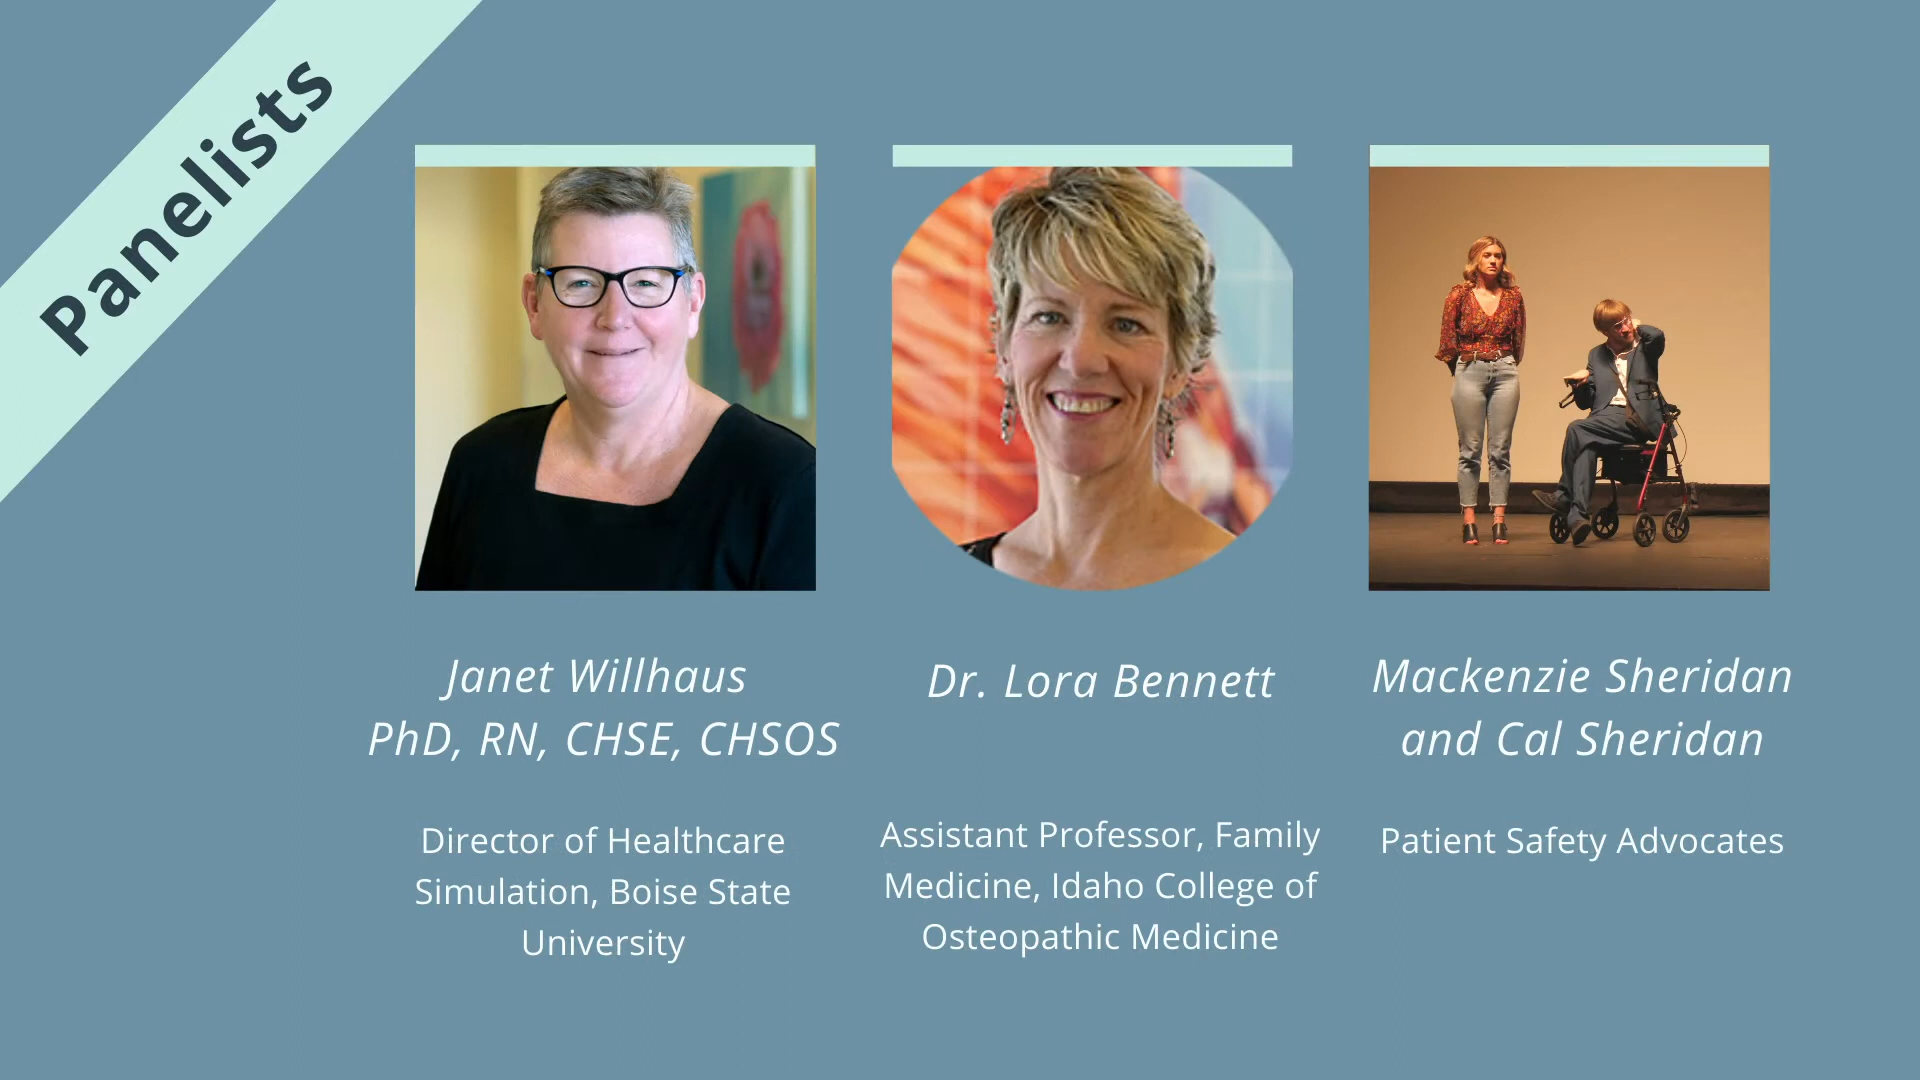 Panelists
Janet Willhaus
PhD, RN, CHSE, CHSOS
Director of Healthcare
Simulation, Boise State
University
Dr. Lora Bennett
Assistant Professor, Family
Medicine, Idaho College of
Osteopathic Medicine
Mackenzie Sheridan
and Cal Sheridan
Patient Safety Advocates